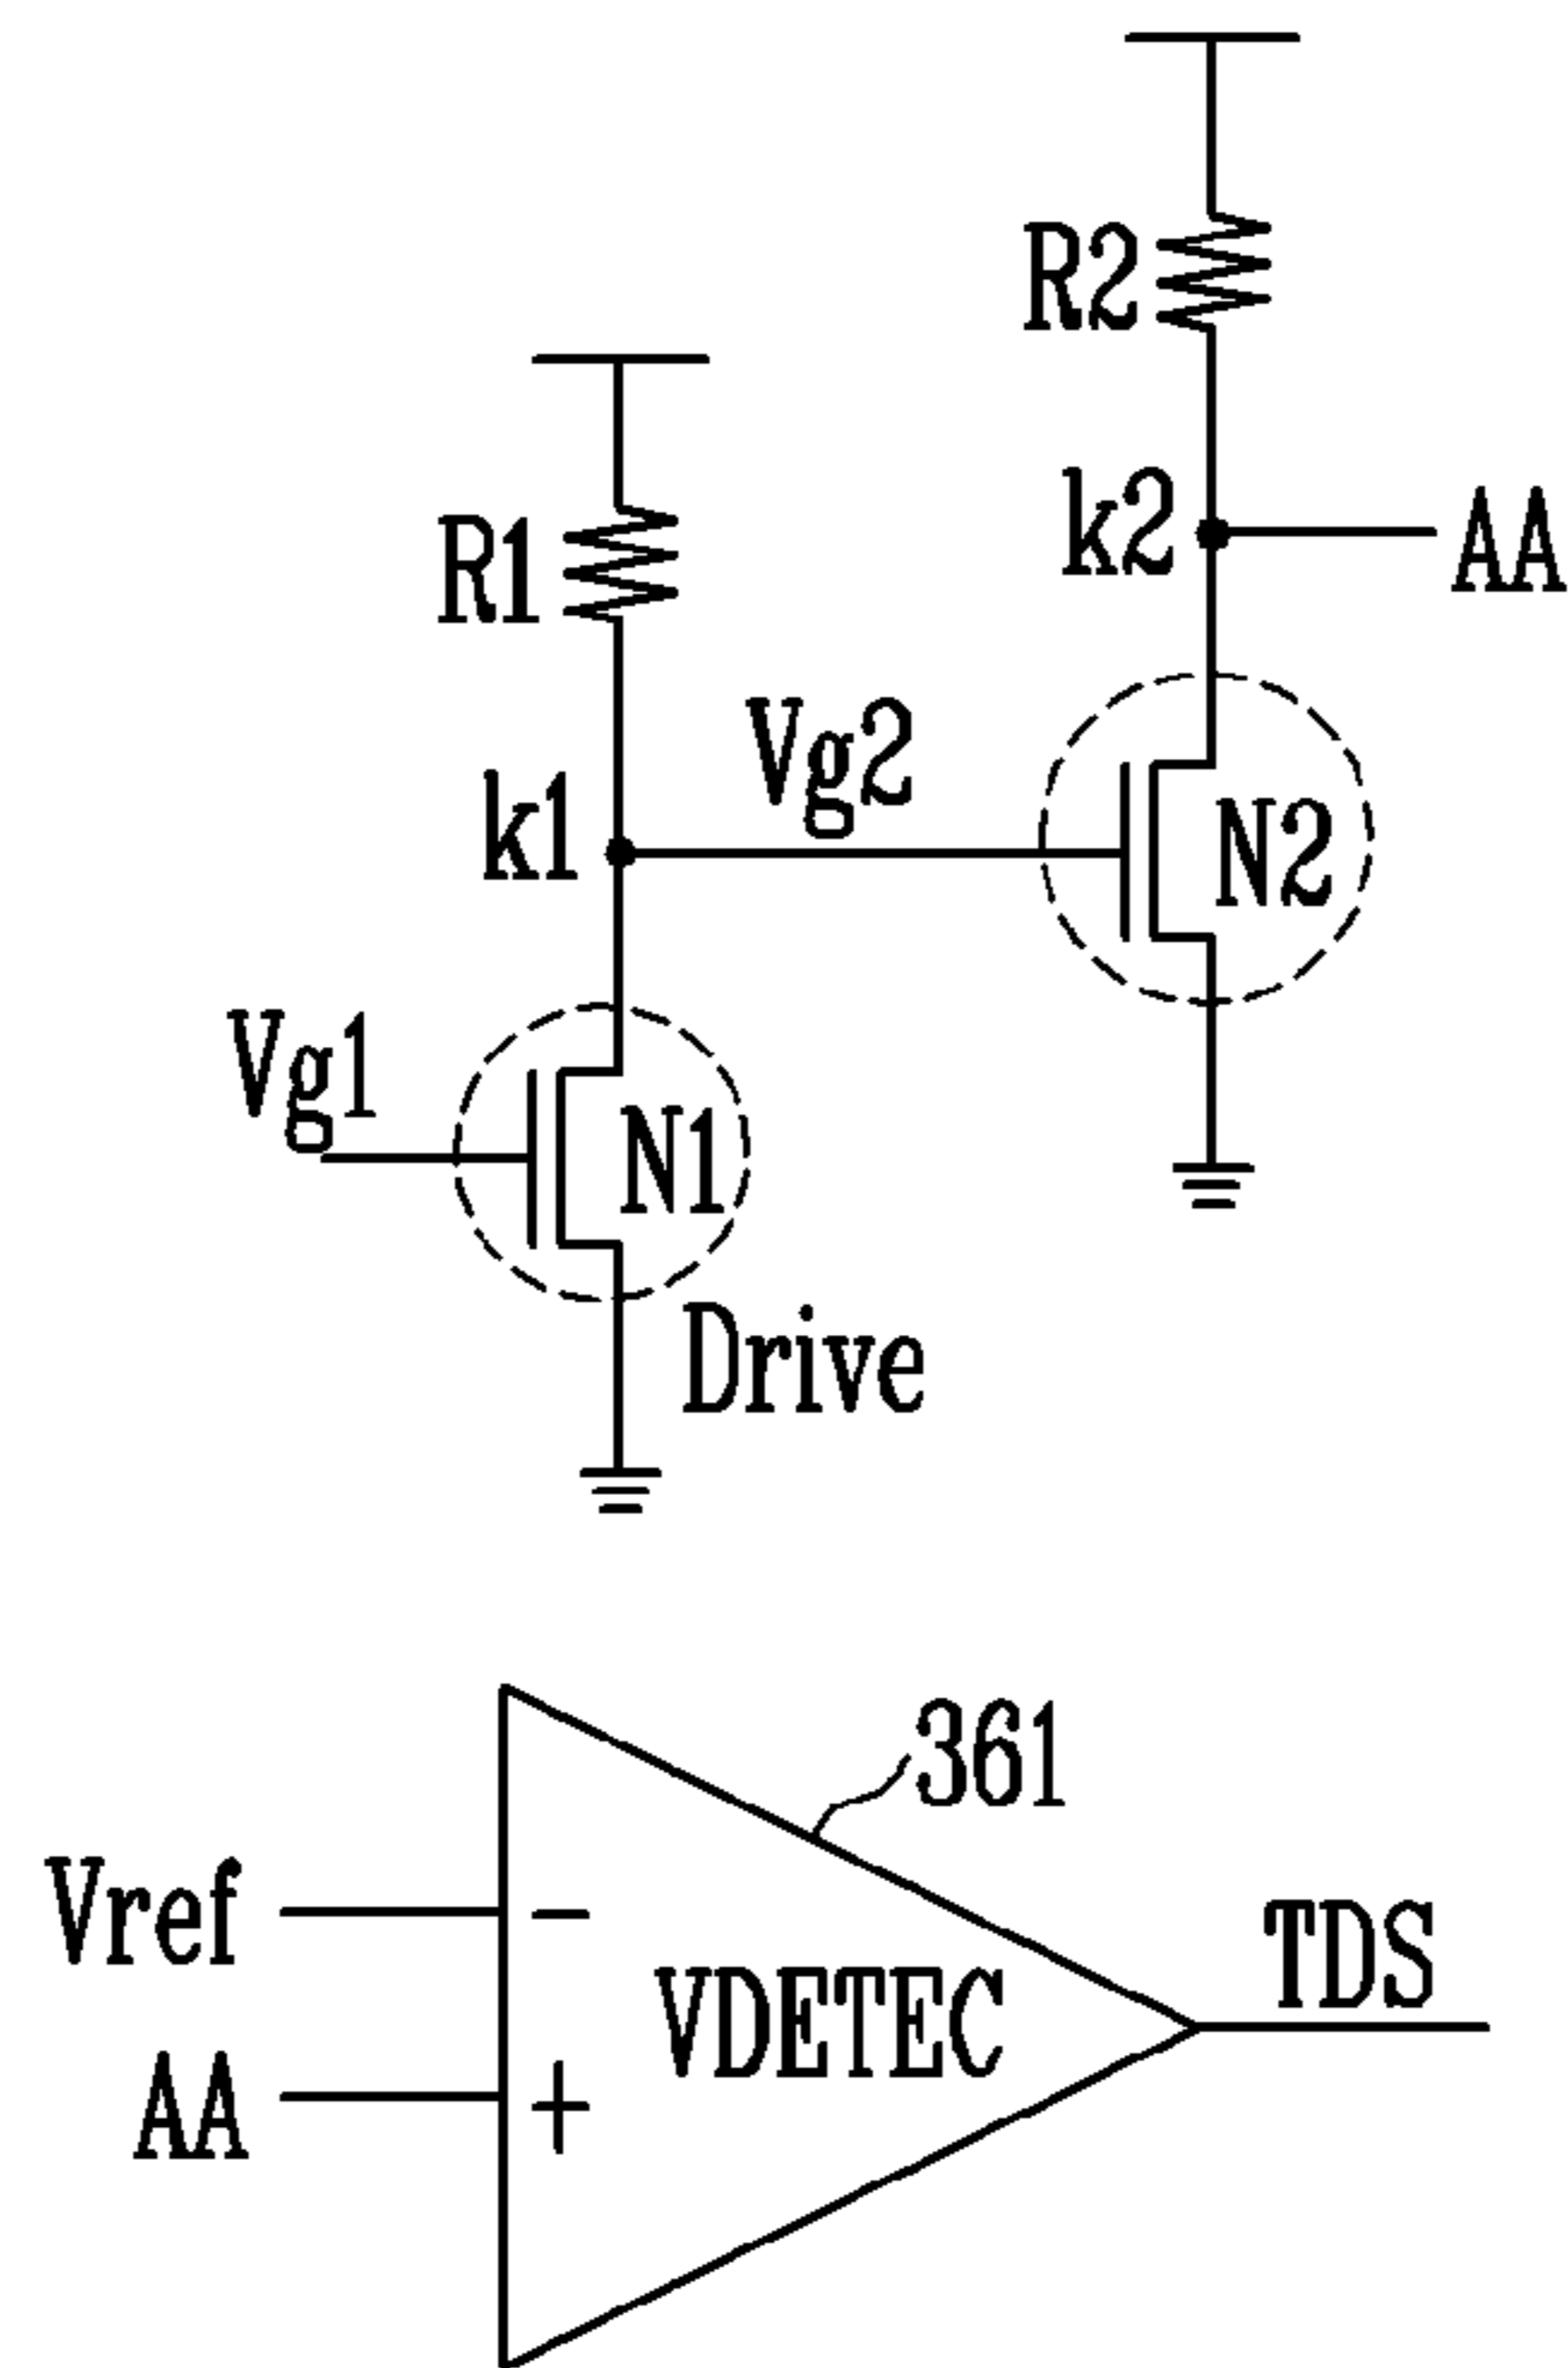 R2
R1
k2
AA
Vg2
k1
N2
Vg1
N1
Drive
361
Vref
-
TDS
VDETEC
AA
+